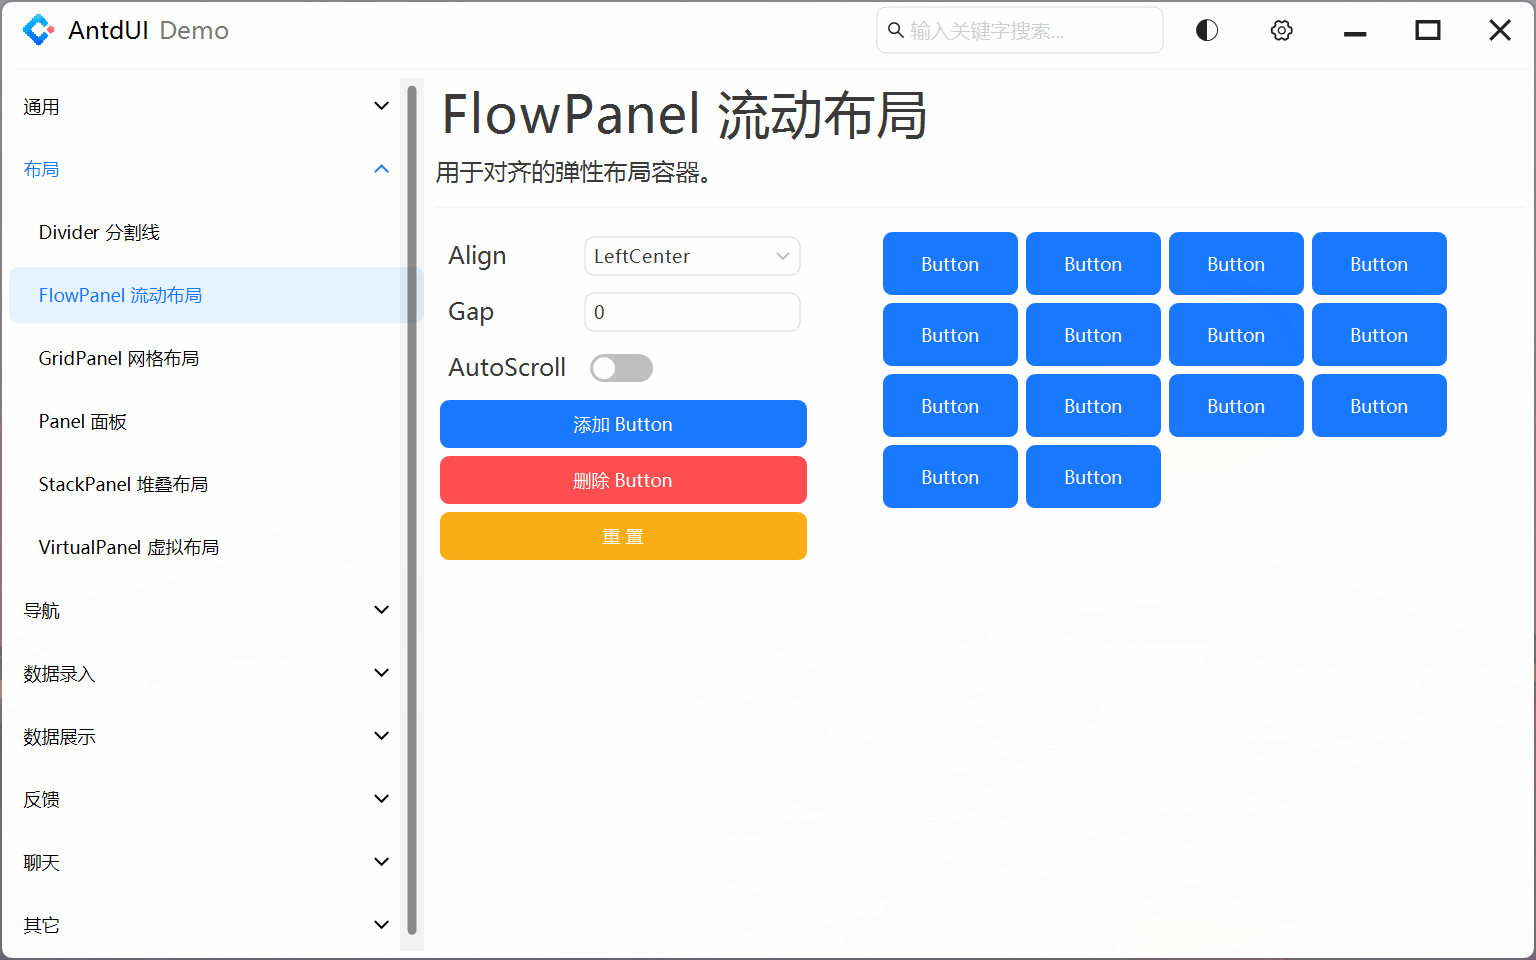 AntdUI Demo
输入关键字搜索...
通用
布局
Divider 分割线
FlowPanel 流动布局
GridPanel 网格布局
Panel 面板
StackPanel 堆叠布局
VirtualPanel 虚拟布局
导航
数据录入
数据展示
反馈
聊天
其它
FlowPanel 流动布局
用于对齐的弹性布局容器。
Align LeftCenter
Gap 0
AutoScroll
添加 Button
删除 Button
重 置
Button Button Button Button
Button Button Button Button
Button Button Button Button
Button Button